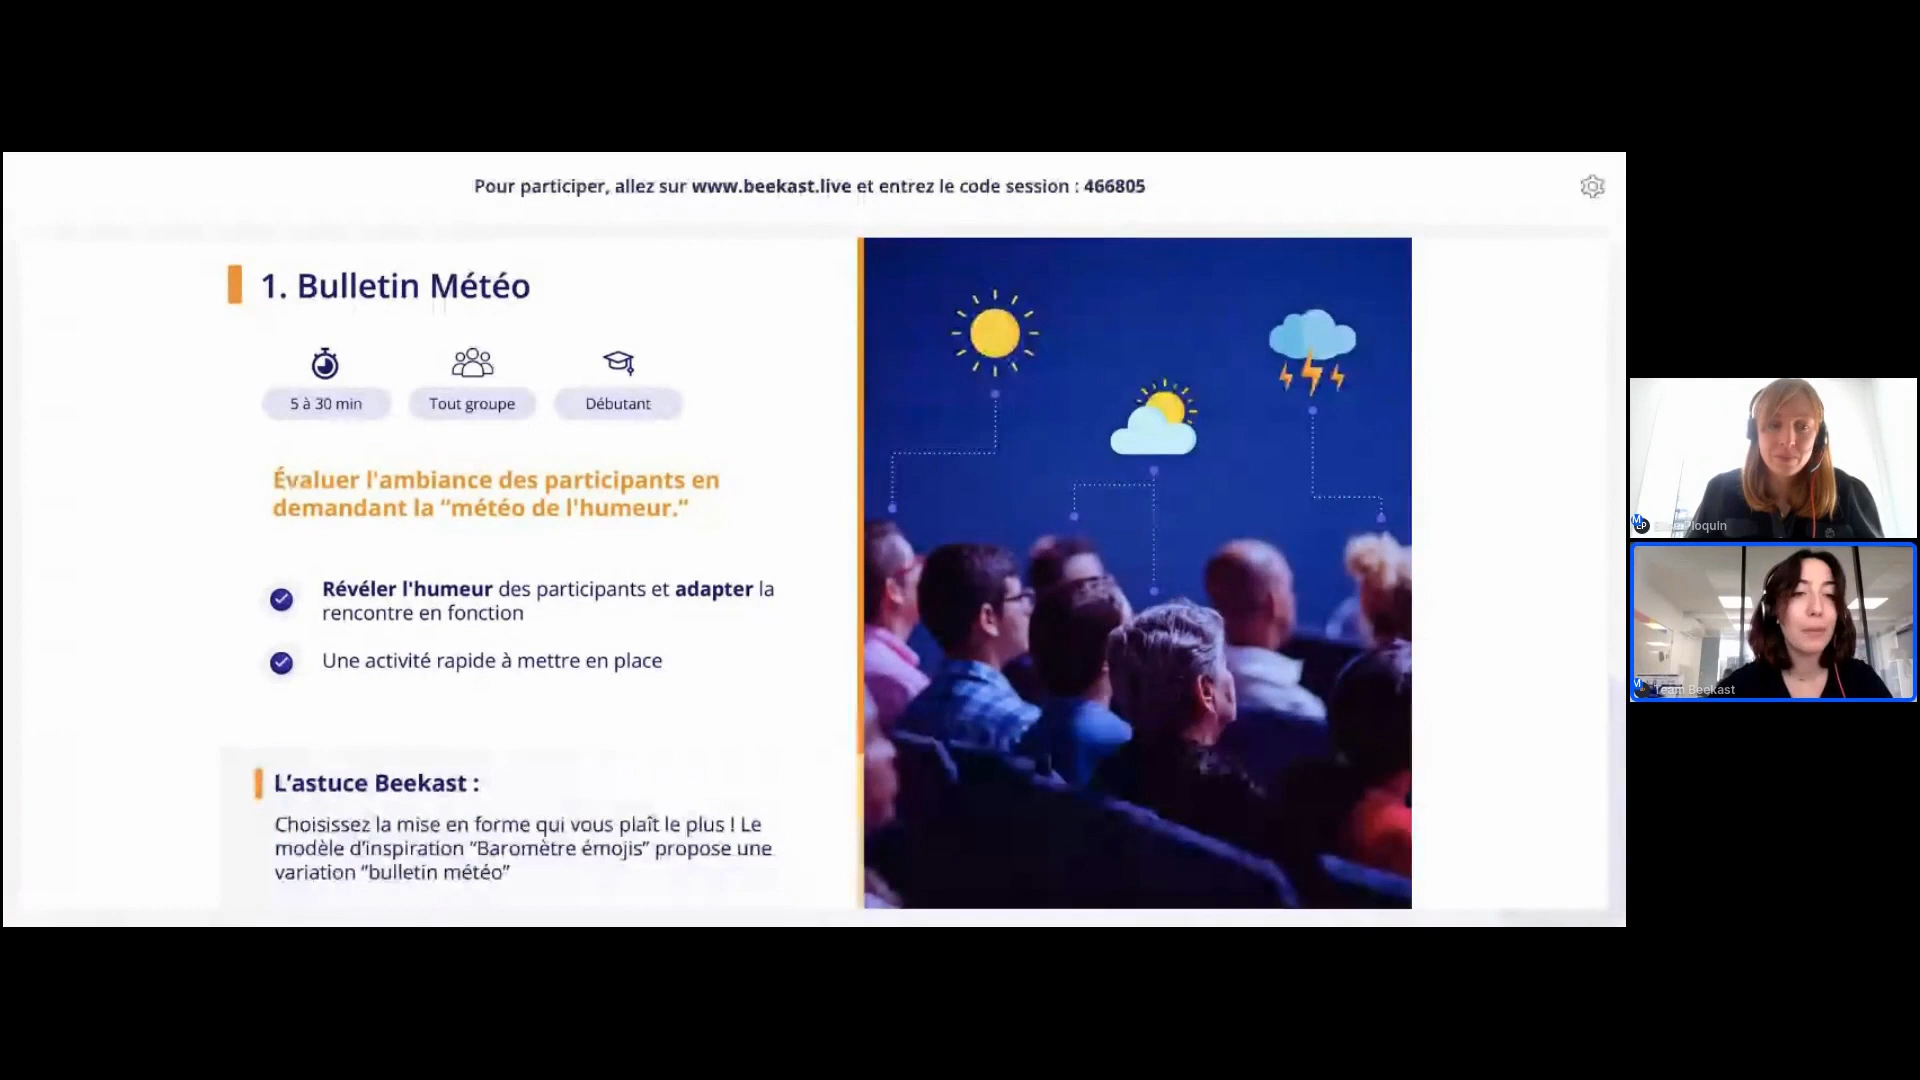 Pour participer, allez sur www.beekast.live et entrez le code session : 466805
1. Bulletin Météo
5 à 30 min
Tout groupe
Débutant
Évaluer l'ambiance des participants en
demandant la “météo de l'humeur.”
Révéler l'humeur des participants et adapter la
rencontre en fonction
Une activité rapide à mettre en place
L’astuce Beekast :
Choisissez la mise en forme qui vous plaît le plus ! Le
modèle d’inspiration “Baromètre émojis” propose une
variation “bulletin météo”
EP
Ploquin
Team Beekast